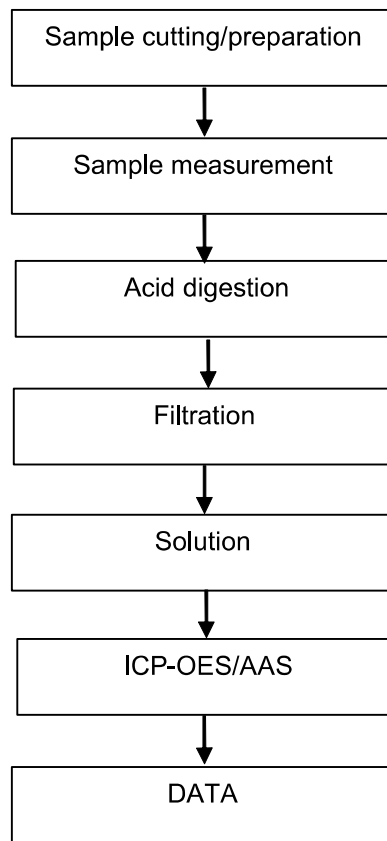 Sample cutting/preparation
Sample measurement
Acid digestion
Filtration
Solution
ICP-OES/AAS
DATA